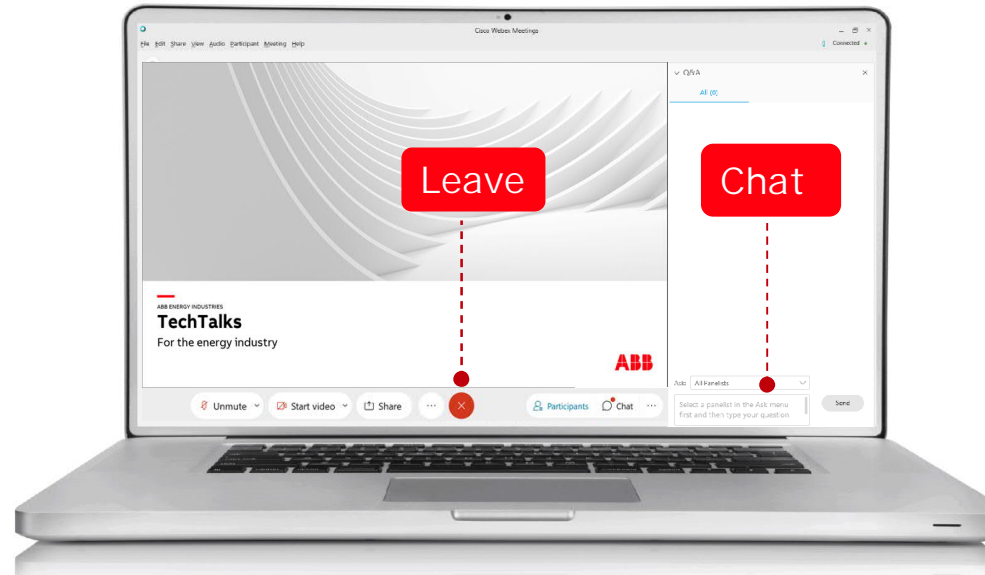 Cisco Webex Meetings
File Edit Share View Audio Participant Meeting Help
Connected
Q&A
All (0)
Leave
Chat
ABB ENERGY INDUSTRIES
TechTalks
For the energy industry
ABB
Ask: All Panelists
Select a panelist in the Ask menu
first and then type your question
Send
Unmute
Start video
Share
Participants
Chat